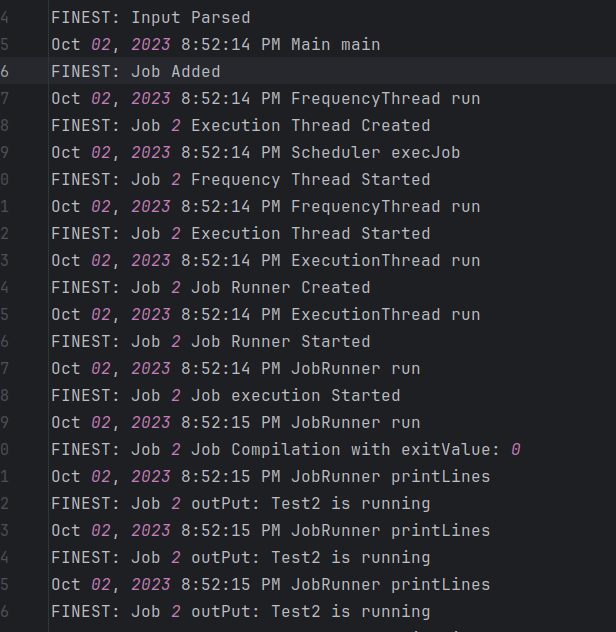 4 FINEST: Input Parsed
5 Oct 02, 2023 8:52:14 PM Main main
6 FINEST: Job Added
7 Oct 02, 2023 8:52:14 PM FrequencyThread run
8 FINEST: Job 2 Execution Thread Created
9 Oct 02, 2023 8:52:14 PM Scheduler execJob
0 FINEST: Job 2 Frequency Thread Started
1 Oct 02, 2023 8:52:14 PM FrequencyThread run
2 FINEST: Job 2 Execution Thread Started
3 Oct 02, 2023 8:52:14 PM ExecutionThread run
4 FINEST: Job 2 Job Runner Created
5 Oct 02, 2023 8:52:14 PM ExecutionThread run
6 FINEST: Job 2 Job Runner Started
7 Oct 02, 2023 8:52:14 PM JobRunner run
8 FINEST: Job 2 Job execution Started
9 Oct 02, 2023 8:52:15 PM JobRunner run
0 FINEST: Job 2 Job Compilation with exitValue: 0
1 Oct 02, 2023 8:52:15 PM JobRunner printLines
2 FINEST: Job 2 outPut: Test2 is running
3 Oct 02, 2023 8:52:15 PM JobRunner printLines
4 FINEST: Job 2 outPut: Test2 is running
5 Oct 02, 2023 8:52:15 PM JobRunner printLines
6 FINEST: Job 2 outPut: Test2 is running